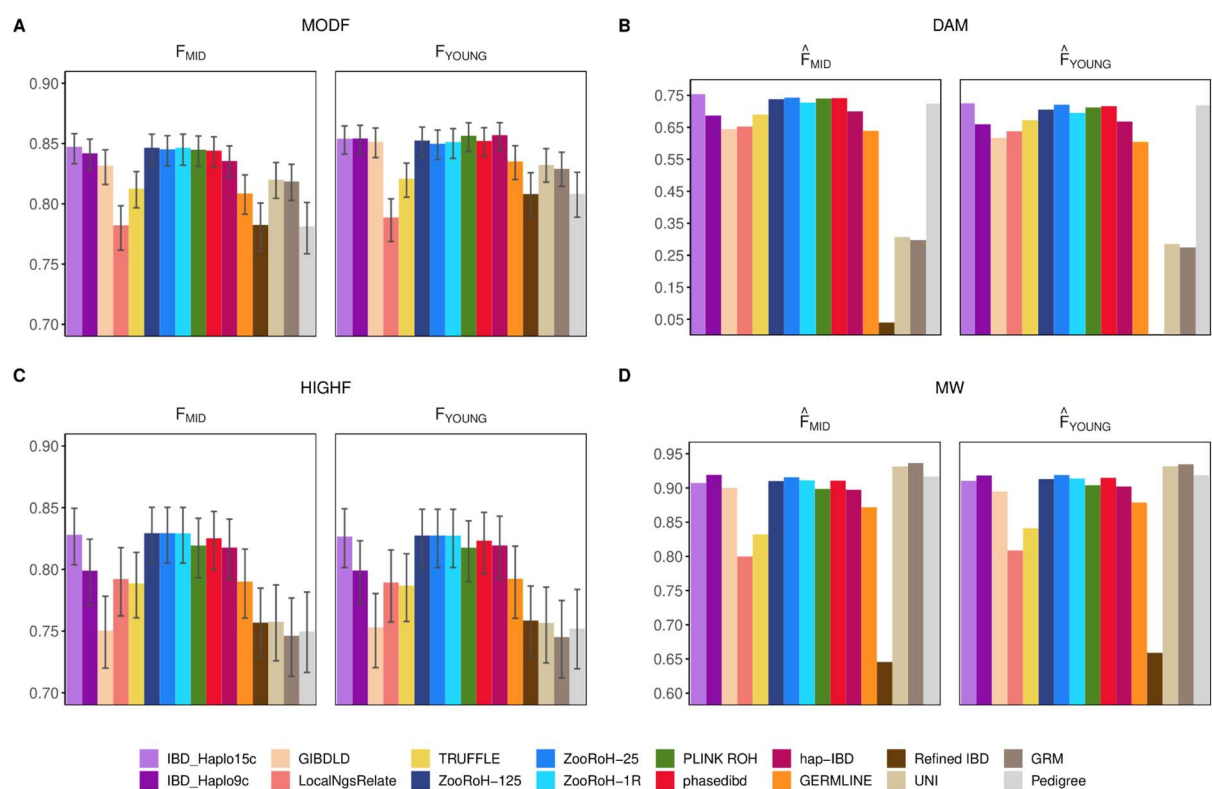 A MODF
F_MID F_YOUNG
0.90
0.85
0.80
0.75
0.70
B DAM
F̂_MID F̂_YOUNG
0.75
0.65
0.55
0.45
0.35
0.25
0.15
0.05
C HIGHF
F_MID F_YOUNG
0.90
0.85
0.80
0.75
0.70
D MW
F̂_MID F̂_YOUNG
0.95
0.90
0.85
0.80
0.75
0.70
0.65
0.60
IBD_Haplo15c GIBDLD TRUFFLE ZooRoH−25 PLINK ROH hap−IBD Refined IBD GRM
IBD_Haplo9c LocalNgsRelate ZooRoH−125 ZooRoH−1R phasedibd GERMLINE UNI Pedigree